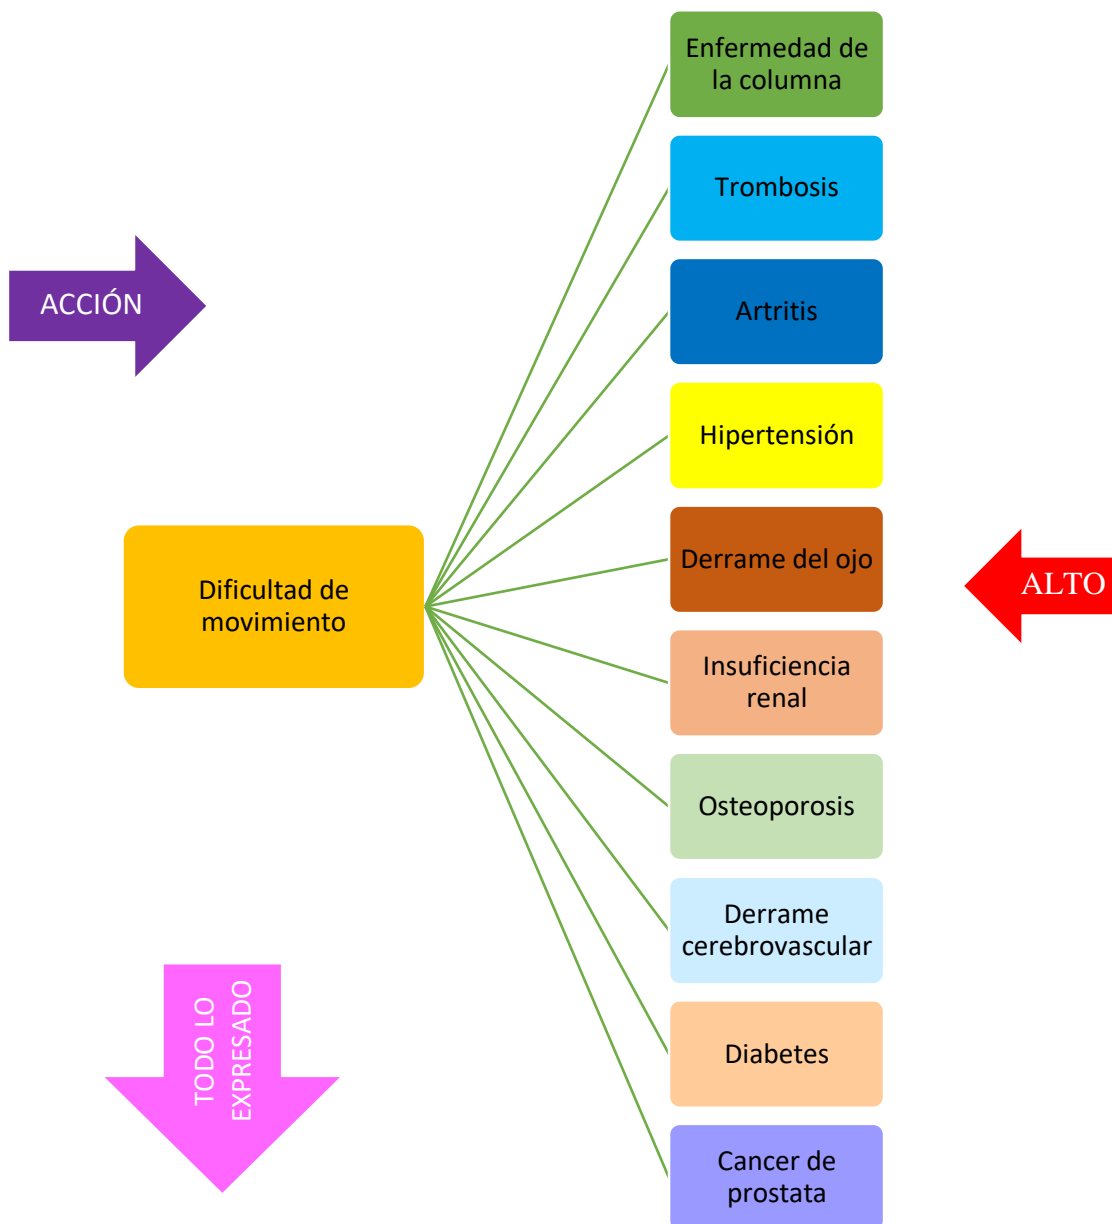 Enfermedad de
la columna
Trombosis
ACCIÓN
Artritis
Hipertensión
Dificultad de
movimiento
Derrame del ojo
ALTO
Insuficiencia
renal
Osteoporosis
Derrame
cerebrovascular
TODO LO
EXPRESADO
Diabetes
Cancer de
prostata